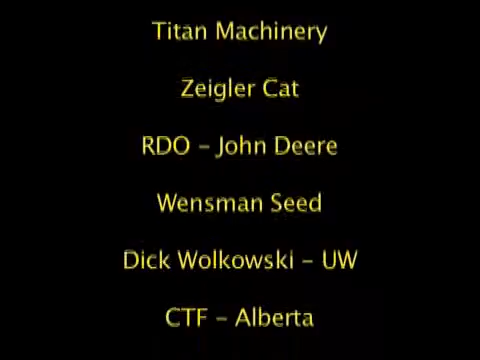 Titan Machinery
Zeigler Cat
RDO - John Deere
Wensman Seed
Dick Wolkowski - UW
CTF - Alberta